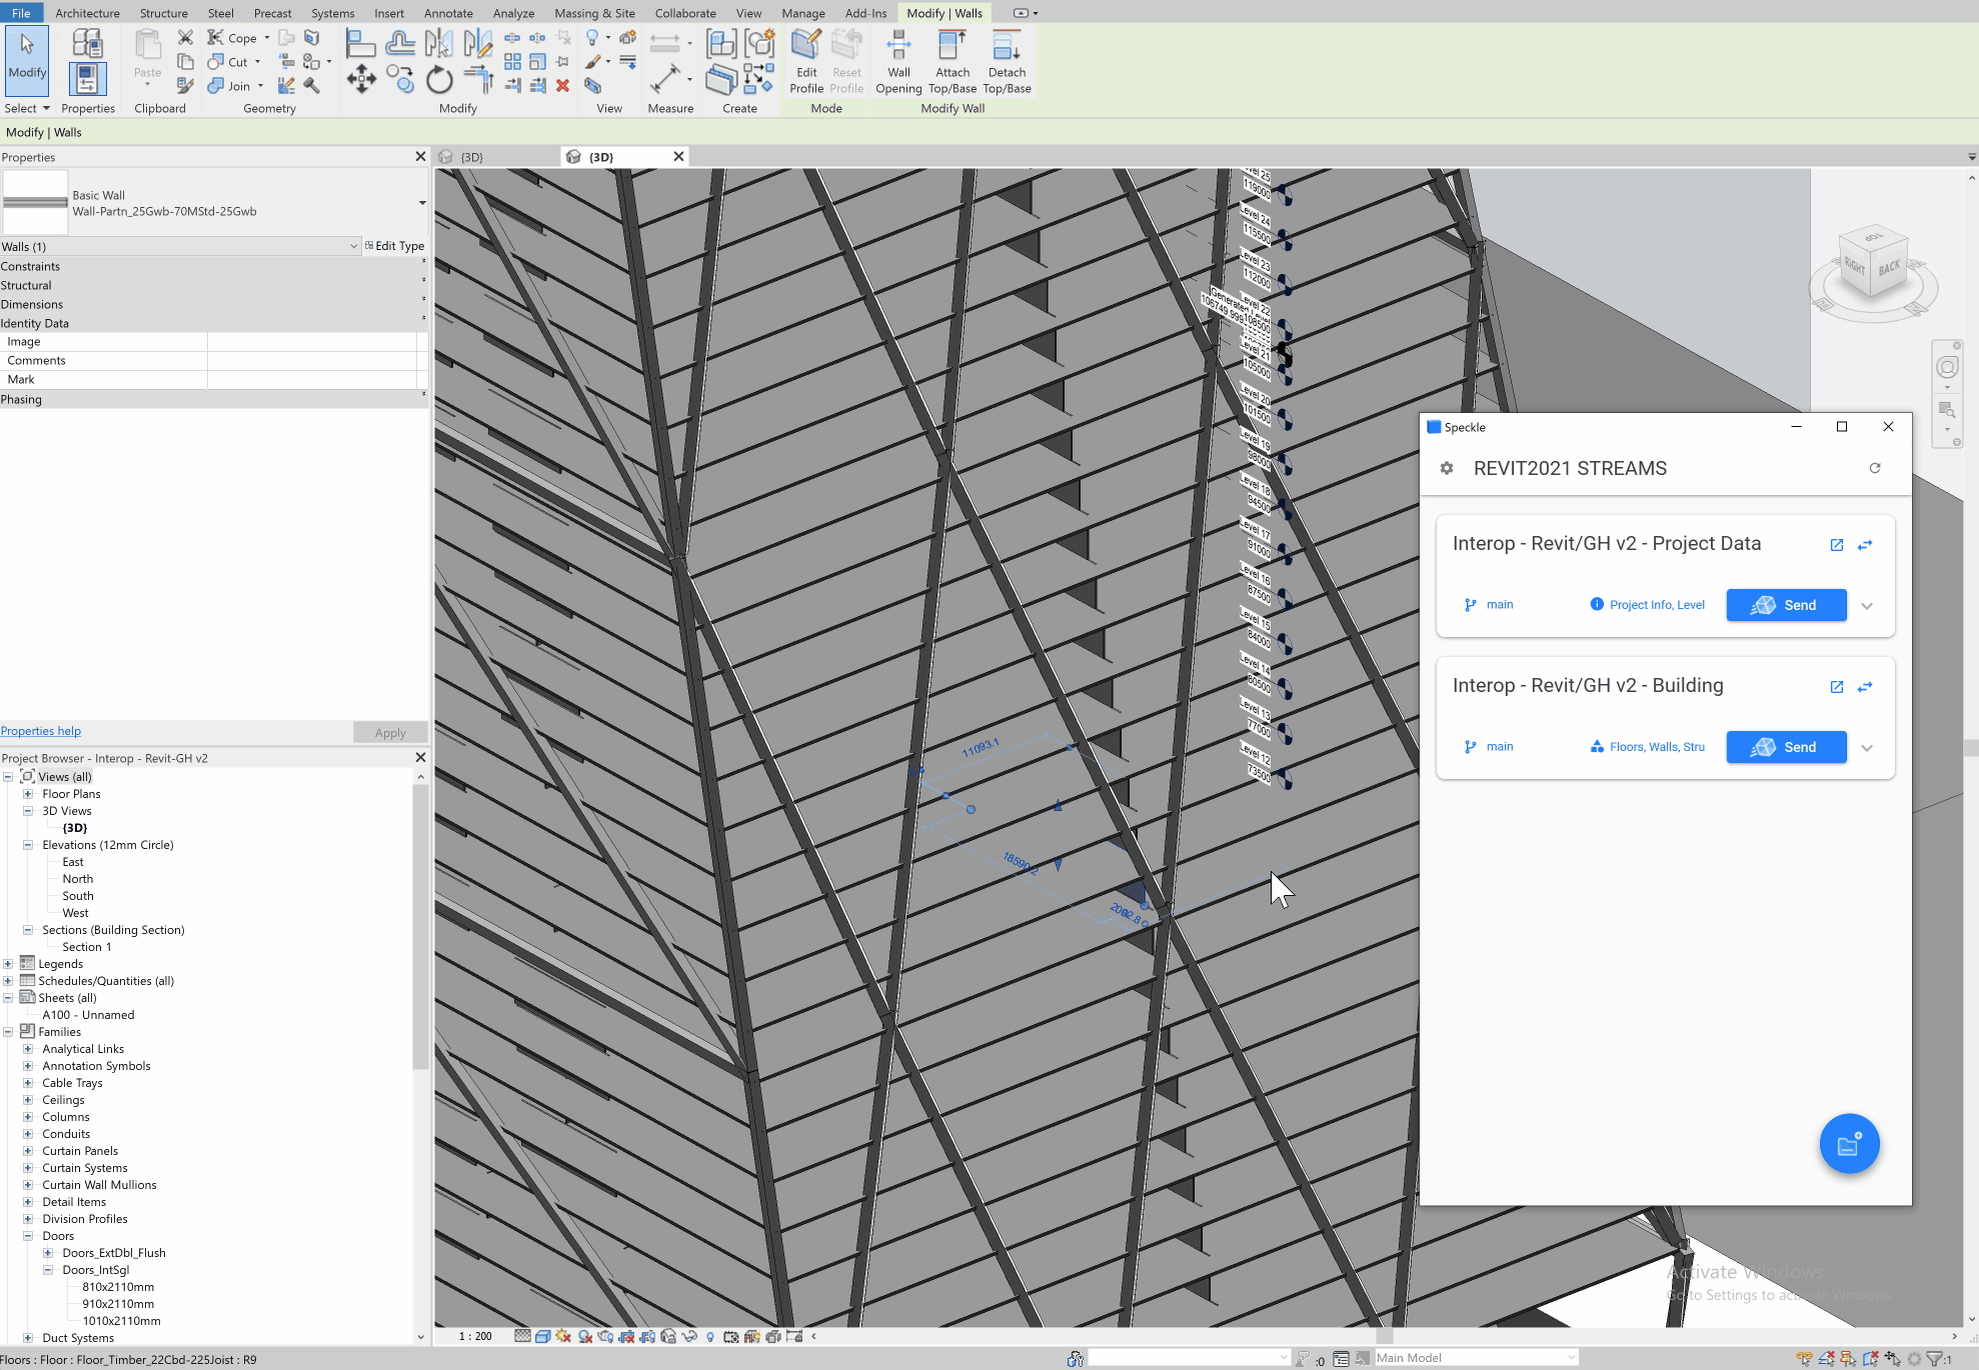 File Architecture Structure Steel Precast Systems Insert Annotate Analyze Massing & Site Collaborate View Manage Add-Ins Modify | Walls
Modify
Paste
Cope
Cut
Join
Edit Profile
Reset Profile
Wall Opening
Attach Top/Base
Detach Top/Base
Select Properties Clipboard Geometry Modify View Measure Create Mode Modify Wall
Modify | Walls
Properties
{3D}
{3D}
Basic Wall
Wall-Partn_25Gwb-70MStd-25Gwb
Walls (1)
Edit Type
Constraints
Structural
Dimensions
Identity Data
Image
Comments
Mark
Phasing
Properties help
Apply
Project Browser - Interop - Revit-GH v2
Views (all)
Floor Plans
3D Views
{3D}
Elevations (12mm Circle)
East
North
South
West
Sections (Building Section)
Section 1
Legends
Schedules/Quantities (all)
Sheets (all)
A100 - Unnamed
Families
Analytical Links
Annotation Symbols
Cable Trays
Ceilings
Columns
Conduits
Curtain Panels
Curtain Systems
Curtain Wall Mullions
Detail Items
Division Profiles
Doors
Doors_ExtDbl_Flush
Doors_IntSgl
810x2110mm
910x2110mm
1010x2110mm
Duct Systems
119000
Level 24
115500
Level 23
112000
Level 22
108500
Level 21
105000
Level 20
101500
Level 19
98000
Level 18
94500
Level 17
91000
Level 16
87500
Level 15
84000
Level 14
80500
Level 13
77000
Level 12
73500
11093.1
18590.2
2092.8
TOP
RIGHT
BACK
Speckle
REVIT2021 STREAMS
Interop - Revit/GH v2 - Project Data
main
Project Info, Level
Send
Interop - Revit/GH v2 - Building
main
Floors, Walls, Stru
Send
Activate Windows
Go to Settings to activate Windows
1 : 200
Floors : Floor : Floor_Timber_22Cbd-225Joist : R9
:0
Main Model
:1